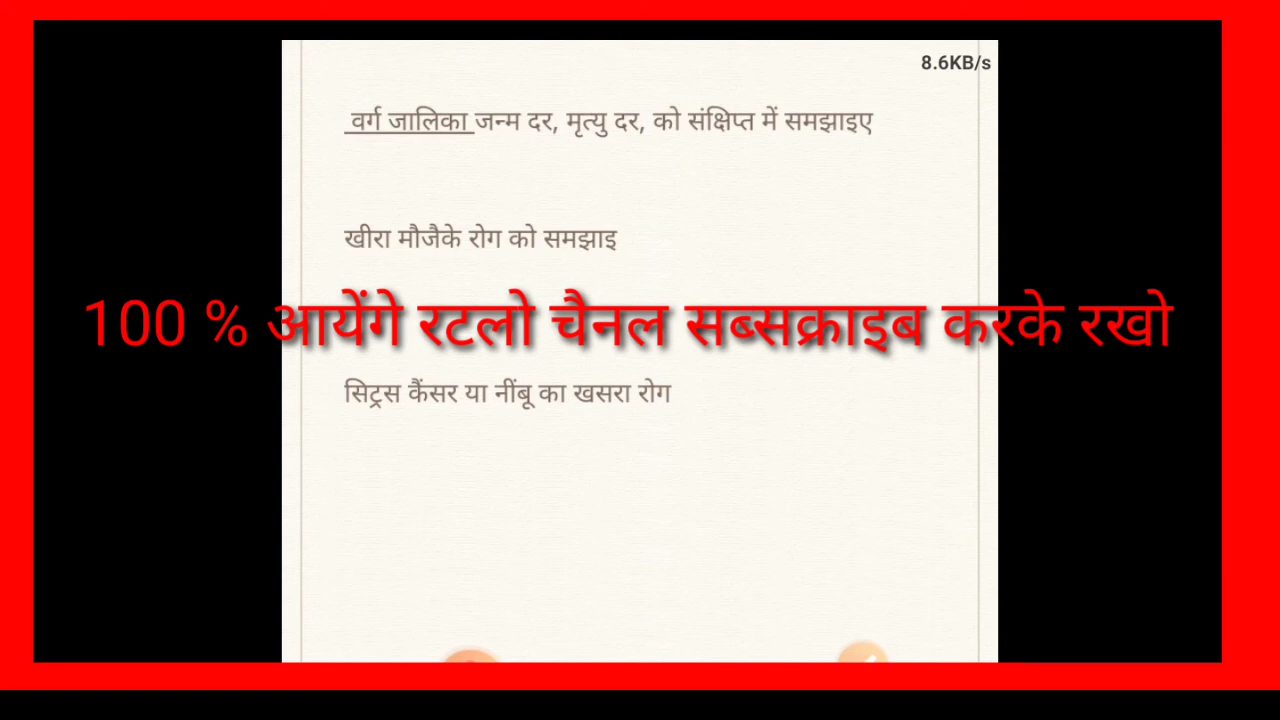 8.6KB/s
वर्ग जालिका जन्म दर, मृत्यु दर, को संक्षिप्त में समझाइए
खीरा मौजैके रोग को समझाइ
100 % आयेंगे रटलो चैनल सब्सक्राइब करके रखो
सिट्रस कैंसर या नींबू का खसरा रोग